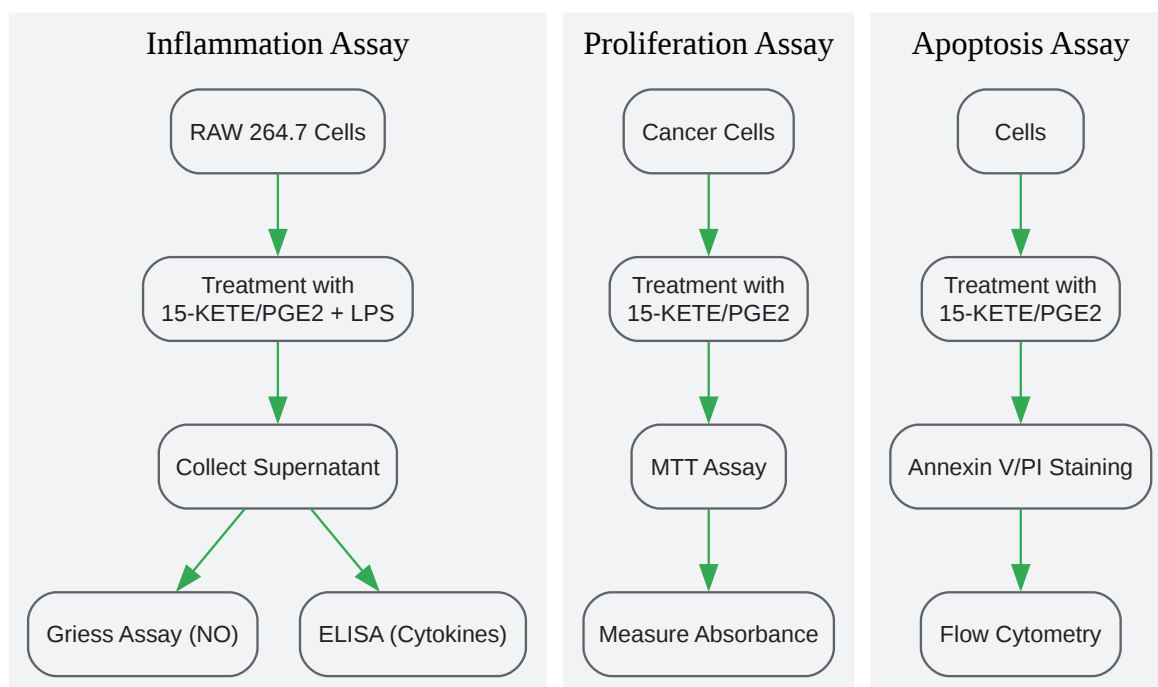 Inflammation Assay
RAW 264.7 Cells
Treatment with
15-KETE/PGE2 + LPS
Collect Supernatant
Griess Assay (NO)
ELISA (Cytokines)
Proliferation Assay
Cancer Cells
Treatment with
15-KETE/PGE2
MTT Assay
Measure Absorbance
Apoptosis Assay
Cells
Treatment with
15-KETE/PGE2
Annexin V/PI Staining
Flow Cytometry